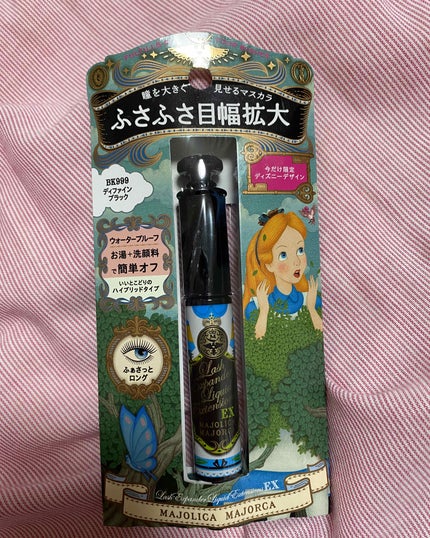 瞳を大きく見せるマスカラ
ふさふさ目幅拡大
BK999
ディファイン
ブラック
今だけ限定
ディズニーデザイン
ウォータープルーフ
お湯+洗顔料
で簡単オフ
いいとこどりの
ハイブリッドタイプ
ふぁさっと
ロング
Lash
Expander
Liquid
Extension
EX
MAJOLICA
MAJORCA
Lash Expander Liquid Extension EX
MAJOLICA MAJORCA